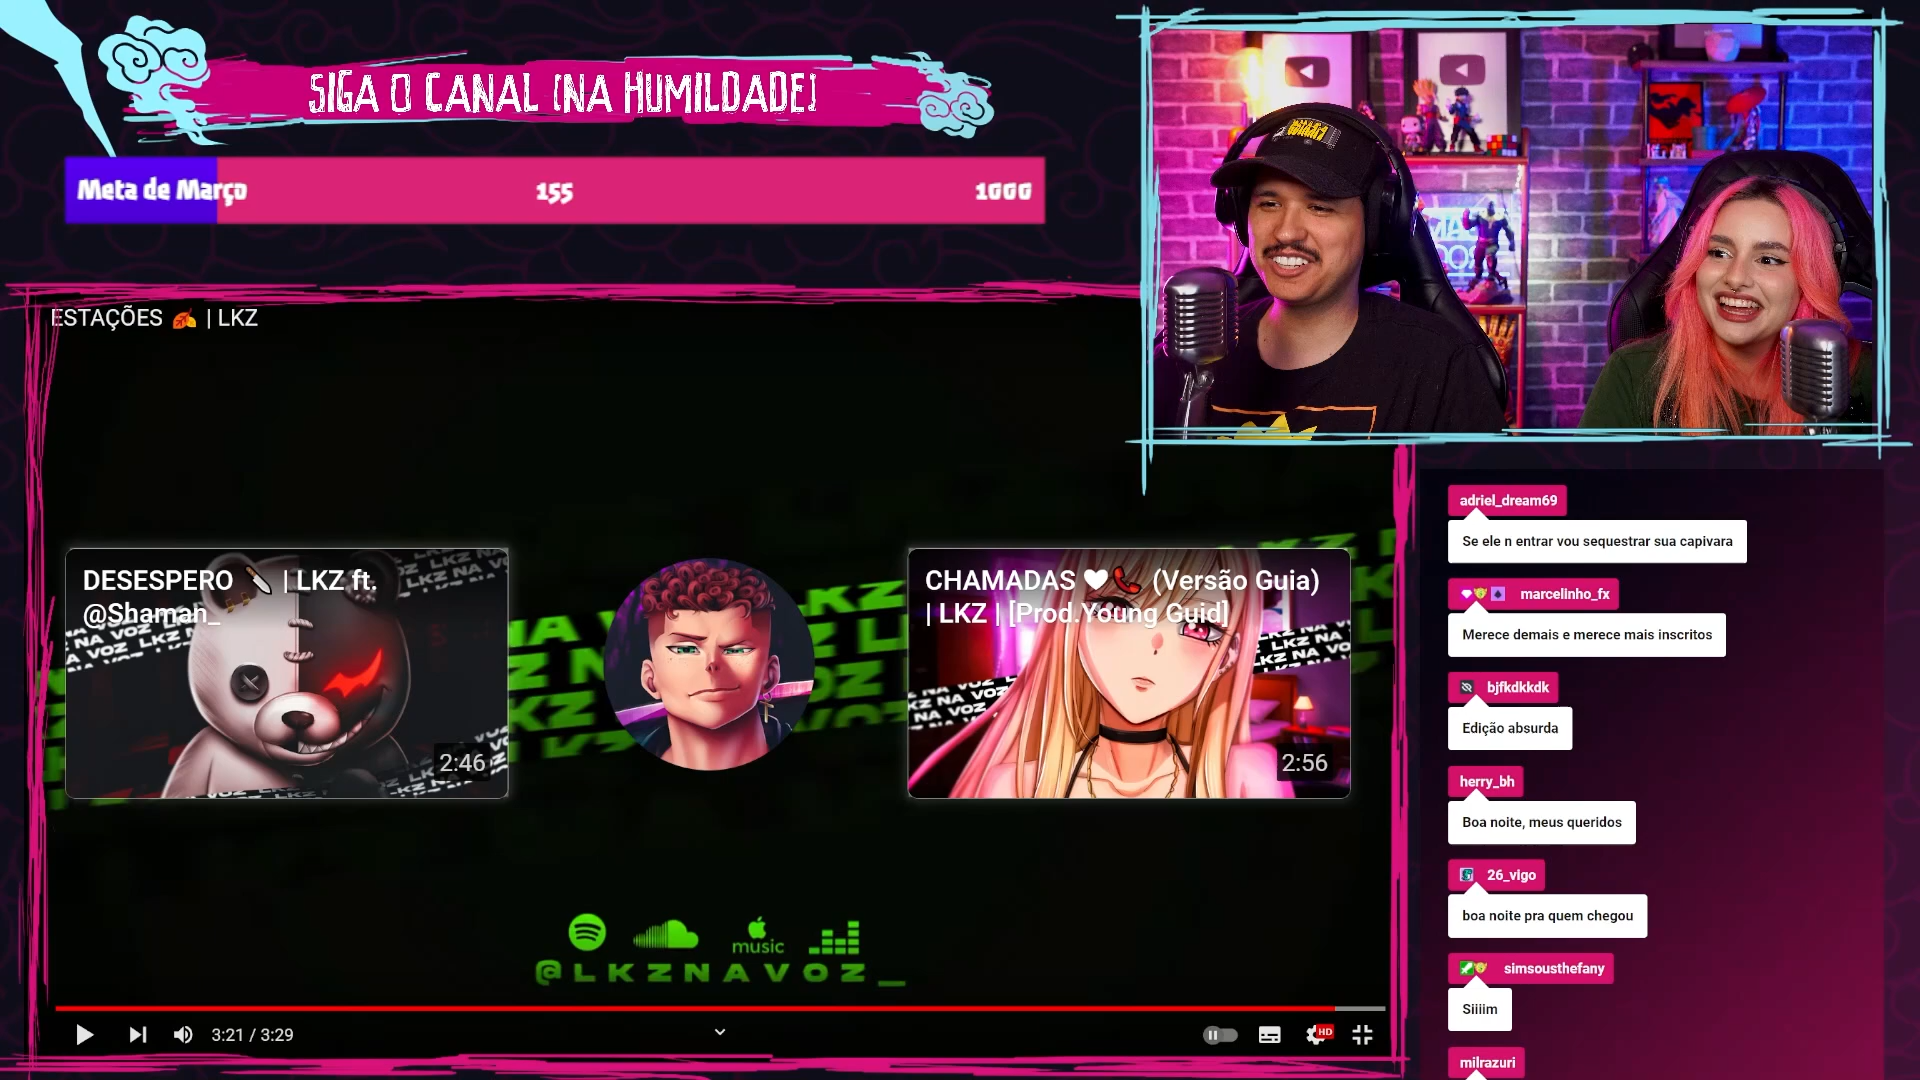 SIGA O CANAL (NA HUMILDADE)
Meta de Março 155 1000
ESTAÇÕES 🍂 | LKZ
DESESPERO 🔪 | LKZ ft.
@Shaman_
2:46
CHAMADAS 🤍📞 (Versão Guia)
| LKZ | [Prod.Young Guid]
2:56
music
@LKZNAVOZ_
3:21 / 3:29
HD
adriel_dream69
Se ele n entrar vou sequestrar sua capivara
marcelinho_fx
Merece demais e merece mais inscritos
bjfkdkkdk
Edição absurda
herry_bh
Boa noite, meus queridos
26_vigo
boa noite pra quem chegou
simsousthefany
Siiiim
milrazuri